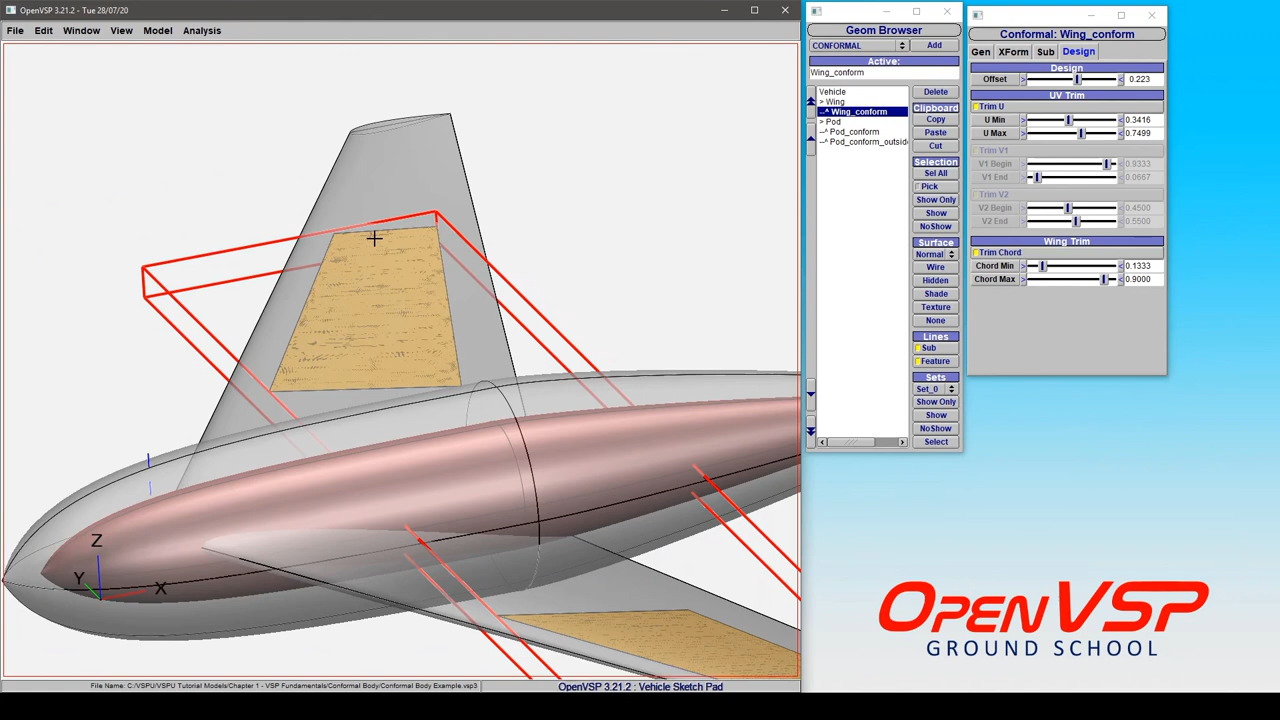 OpenVSP 3.21.2 - Tue 28/07/20
File Edit Window View Model Analysis
Z
Y
X
File Name: C:/VSPU/VSPU Tutorial Models/Chapter 1 - VSP Fundamentals/Conformal Body/Conformal Body Example.vsp3
OpenVSP 3.21.2 : Vehicle Sketch Pad
Geom Browser
CONFORMAL Add
Active:
Wing_conform
Vehicle
> Wing
--^ Wing_conform
> Pod
--^ Pod_conform
--^ Pod_conform_outside
Delete
Clipboard
Copy
Paste
Cut
Selection
Sel All
Pick
Show Only
Show
NoShow
Surface
Normal
Wire
Hidden
Shade
Texture
None
Lines
Sub
Feature
Sets
Set_0
Show Only
Show
NoShow
Select
Conformal: Wing_conform
Gen XForm Sub Design
Design
Offset > < 0.223
UV Trim
Trim U
U Min > < 0.3416
U Max > < 0.7499
Trim V1
V1 Begin > < 0.9333
V1 End > < 0.0667
Trim V2
V2 Begin > < 0.4500
V2 End > < 0.5500
Wing Trim
Trim Chord
Chord Min > < 0.1333
Chord Max > < 0.9000
OpenVSP
GROUND SCHOOL